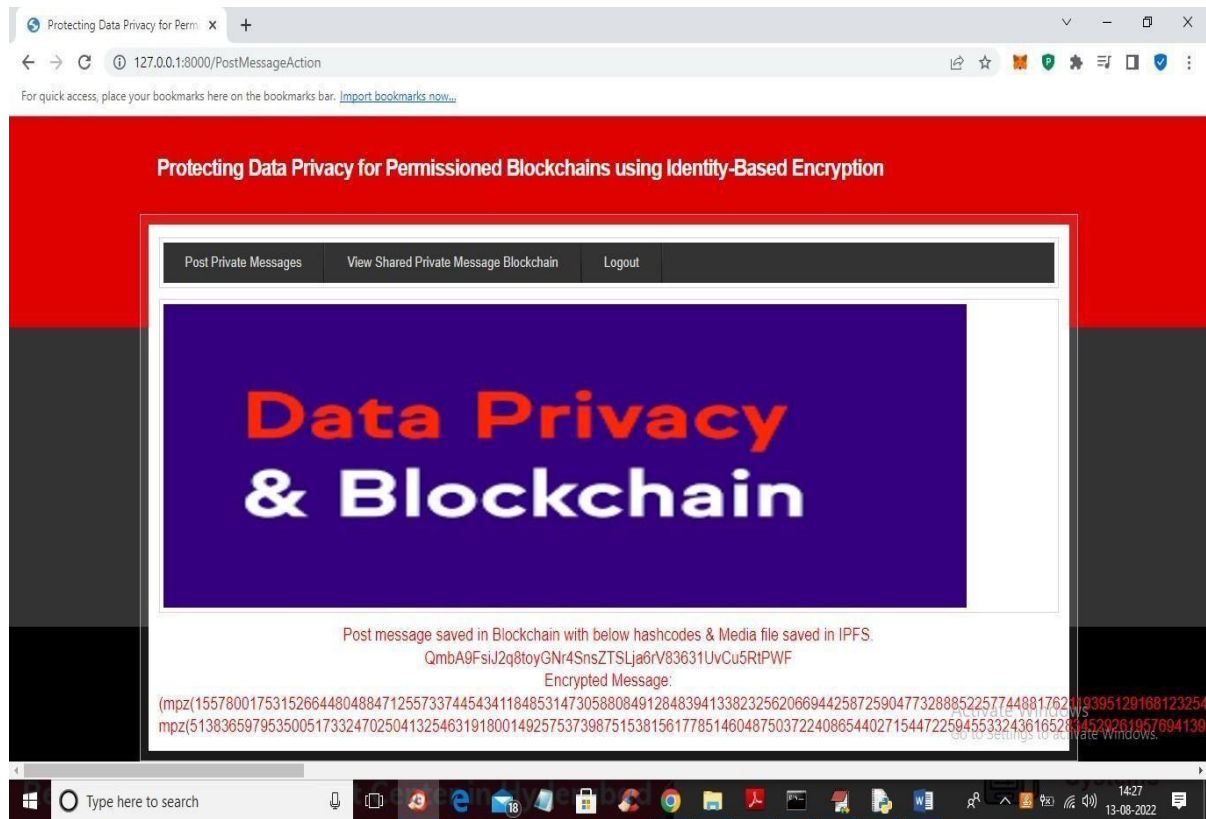 Protecting Data Privacy for Perm
127.0.0.1:8000/PostMessageAction
For quick access, place your bookmarks here on the bookmarks bar. Import bookmarks now...
Protecting Data Privacy for Permissioned Blockchains using Identity-Based Encryption
Post Private Messages View Shared Private Message Blockchain Logout
Data Privacy
& Blockchain
Post message saved in Blockchain with below hashcodes & Media file saved in IPFS.
QmbA9FsiJ2q8toyGNr4SnsZTSLja6rV83631UvCu5RtPWF
Encrypted Message:
Activate Windows
Go to Settings to activate Windows.
Type here to search
18
14:27
13-08-2022